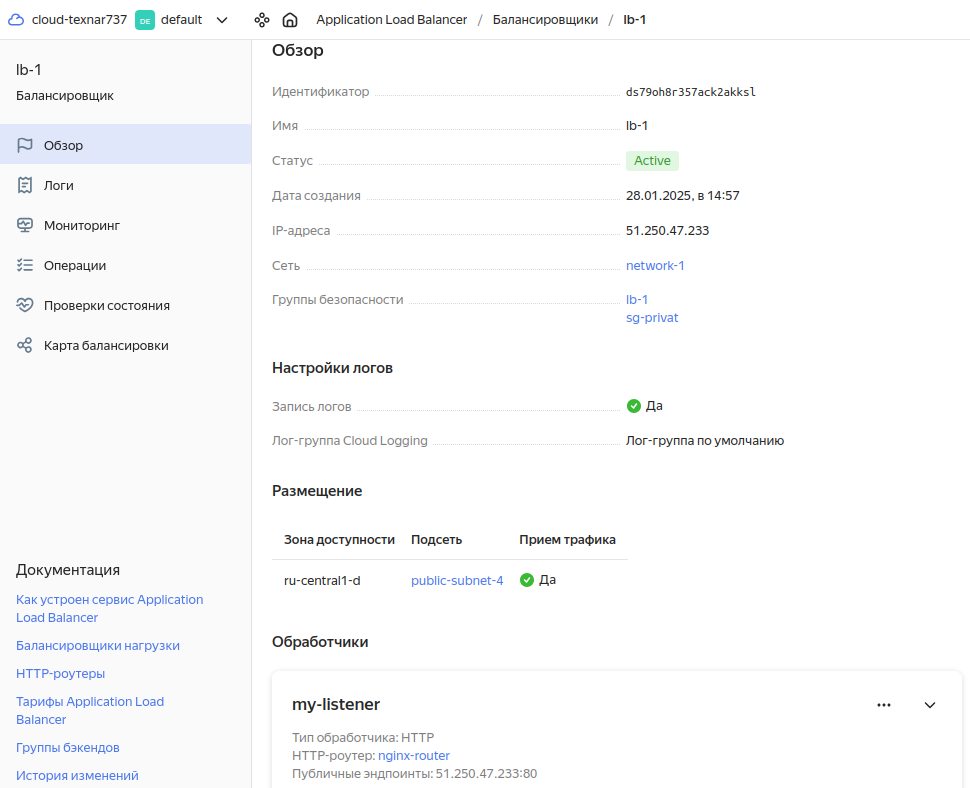 cloud-texnar737 DE default Application Load Balancer / Балансировщики / lb-1
lb-1
Балансировщик
Обзор
Логи
Мониторинг
Операции
Проверки состояния
Карта балансировки
Документация
Как устроен сервис Application
Load Balancer
Балансировщики нагрузки
HTTP-роутеры
Тарифы Application Load
Balancer
Группы бэкендов
История изменений
Обзор
Идентификатор ds79oh8r357ack2akksl
Имя lb-1
Статус Active
Дата создания 28.01.2025, в 14:57
IP-адреса 51.250.47.233
Сеть network-1
Группы безопасности lb-1
sg-privat
Настройки логов
Запись логов Да
Лог-группа Cloud Logging Лог-группа по умолчанию
Размещение
Зона доступности Подсеть Прием трафика
ru-central1-d public-subnet-4 Да
Обработчики
my-listener
Тип обработчика: HTTP
HTTP-роутер: nginx-router
Публичные эндпоинты: 51.250.47.233:80